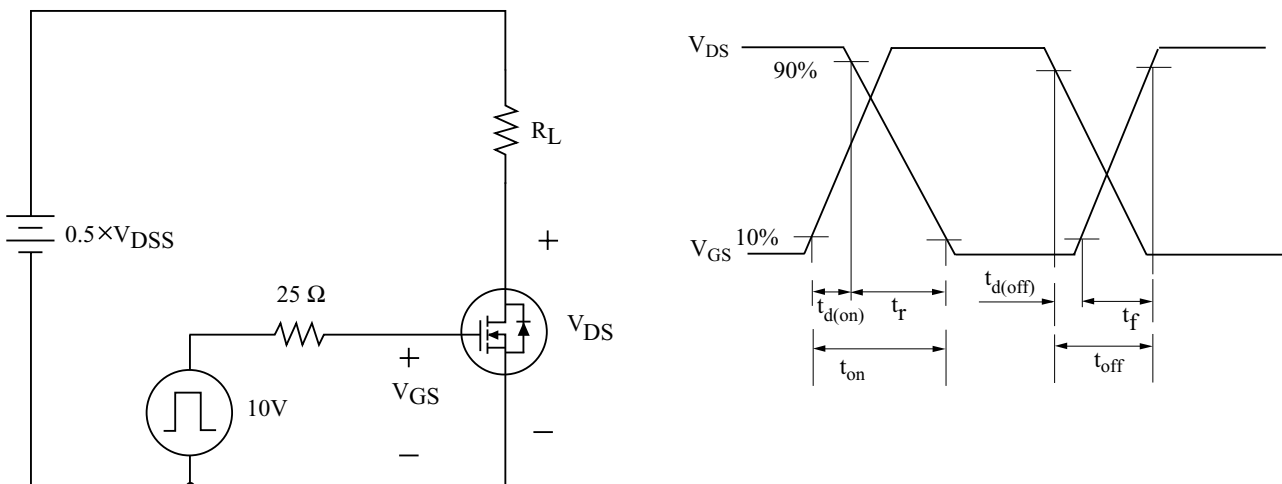 R_L
0.5×V_DSS
+
25 Ω
V_DS
+
V_GS
10V
−
−
V_DS
90%
V_GS
10%
t_d(on)
t_r
t_d(off)
t_f
t_on
t_off